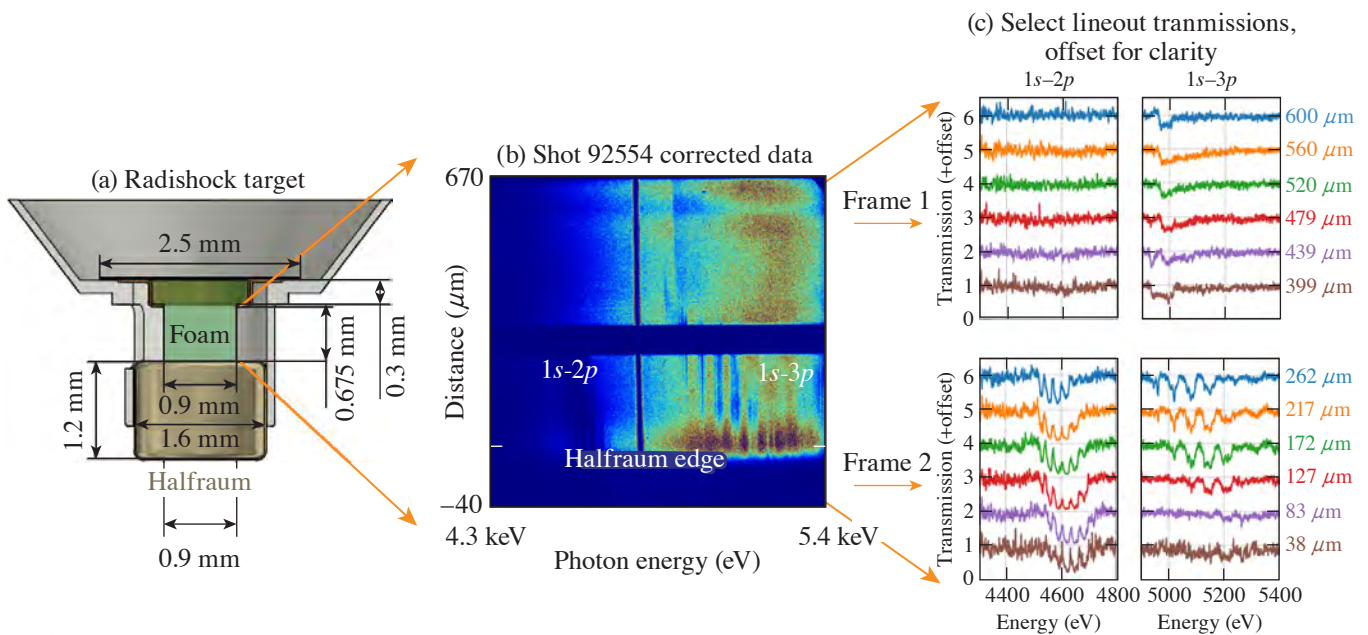 (a) Radishock target
2.5 mm
Foam
0.675 mm
0.3 mm
1.2 mm
0.9 mm
1.6 mm
Halfraum
0.9 mm
(b) Shot 92554 corrected data
670
Distance (μm)
–40
1s-2p
1s-3p
Halfraum edge
4.3 keV
5.4 keV
Photon energy (eV)
Frame 1
Frame 2
(c) Select lineout tranmissions,
offset for clarity
1s–2p
1s–3p
Transmission (+offset)
6
5
4
3
2
1
0
600 μm
560 μm
520 μm
479 μm
439 μm
399 μm
Transmission (+offset)
6
5
4
3
2
1
0
262 μm
217 μm
172 μm
127 μm
83 μm
38 μm
4400 4600 4800
5000 5200 5400
Energy (eV)
Energy (eV)